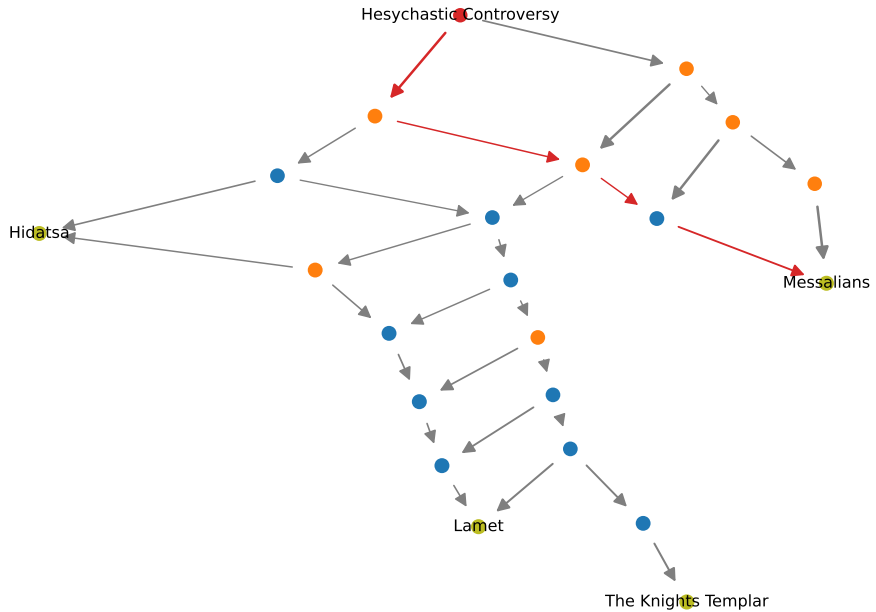 Hesychastic Controversy
Hidatsa
Messalians
Lamet
The Knights Templar